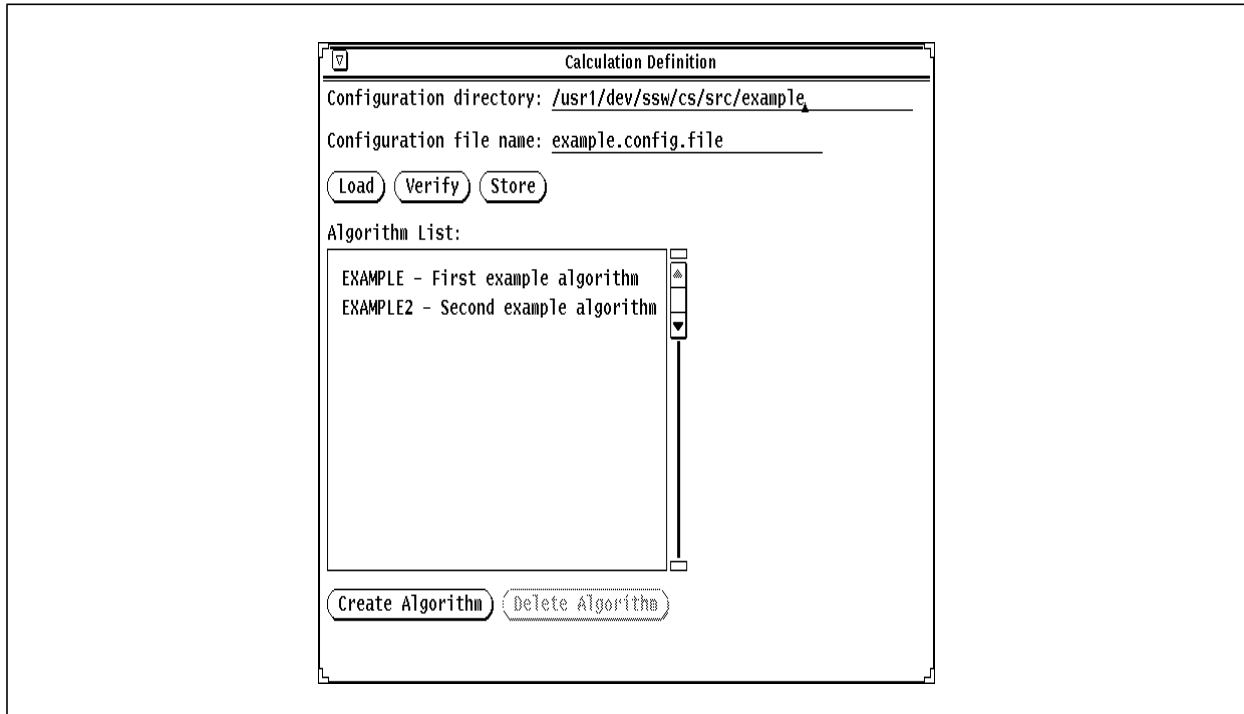 Calculation Definition
Configuration directory: /usr1/dev/ssw/cs/src/example
Configuration file name: example.config.file
Load Verify Store
Algorithm List:
EXAMPLE - First example algorithm
EXAMPLE2 - Second example algorithm
Create Algorithm Delete Algorithm